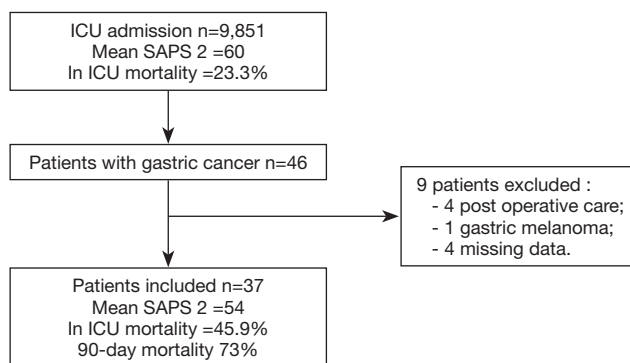 ICU admission n=9,851
Mean SAPS 2 =60
In ICU mortality =23.3%
Patients with gastric cancer n=46
9 patients excluded :
- 4 post operative care;
- 1 gastric melanoma;
- 4 missing data.
Patients included n=37
Mean SAPS 2 =54
In ICU mortality =45.9%
90-day mortality 73%